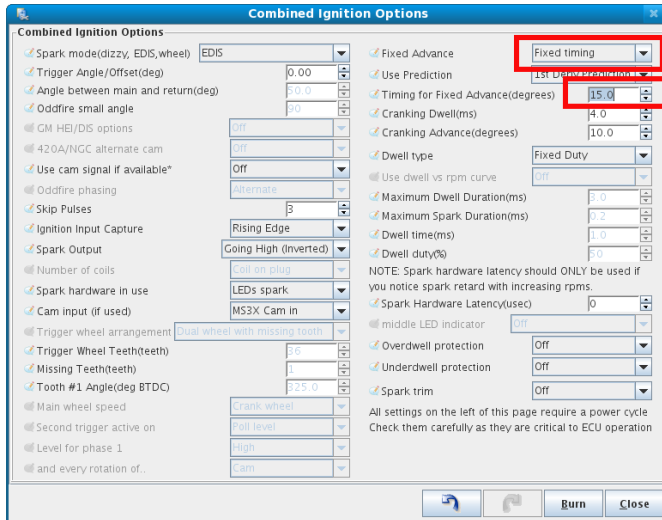 Combined Ignition Options
Combined Ignition Options
Spark mode(dizzy, EDIS,wheel) EDIS
Trigger Angle/Offset(deg) 0.00
Angle between main and return(deg) 50.0
Oddfire small angle 90
GM HEI/DIS options Off
420A/NGC alternate cam Off
Use cam signal if available* Off
Oddfire phasing Alternate
Skip Pulses 3
Ignition Input Capture Rising Edge
Spark Output Going High (Inverted)
Number of coils Coil on plug
Spark hardware in use LEDs spark
Cam input (if used) MS3X Cam in
Trigger wheel arrangement Dual wheel with missing tooth
Trigger Wheel Teeth(teeth) 36
Missing Teeth(teeth) 1
Tooth #1 Angle(deg BTDC) 325.0
Main wheel speed Crank wheel
Second trigger active on Poll level
Level for phase 1 High
and every rotation of.. Cam
Fixed Advance Fixed timing
Use Prediction 1st Deriv Prediction
Timing for Fixed Advance(degrees) 15.0
Cranking Dwell(ms) 4.0
Cranking Advance(degrees) 10.0
Dwell type Fixed Duty
Use dwell vs rpm curve Off
Maximum Dwell Duration(ms) 3.0
Maximum Spark Duration(ms) 0.2
Dwell time(ms) 1.0
Dwell duty(%) 50
NOTE: Spark hardware latency should ONLY be used if
you notice spark retard with increasing rpms.
Spark Hardware Latency(usec) 0
middle LED indicator Off
Overdwell protection Off
Underdwell protection Off
Spark trim Off
All settings on the left of this page require a power cycle
Check them carefully as they are critical to ECU operation
Burn Close